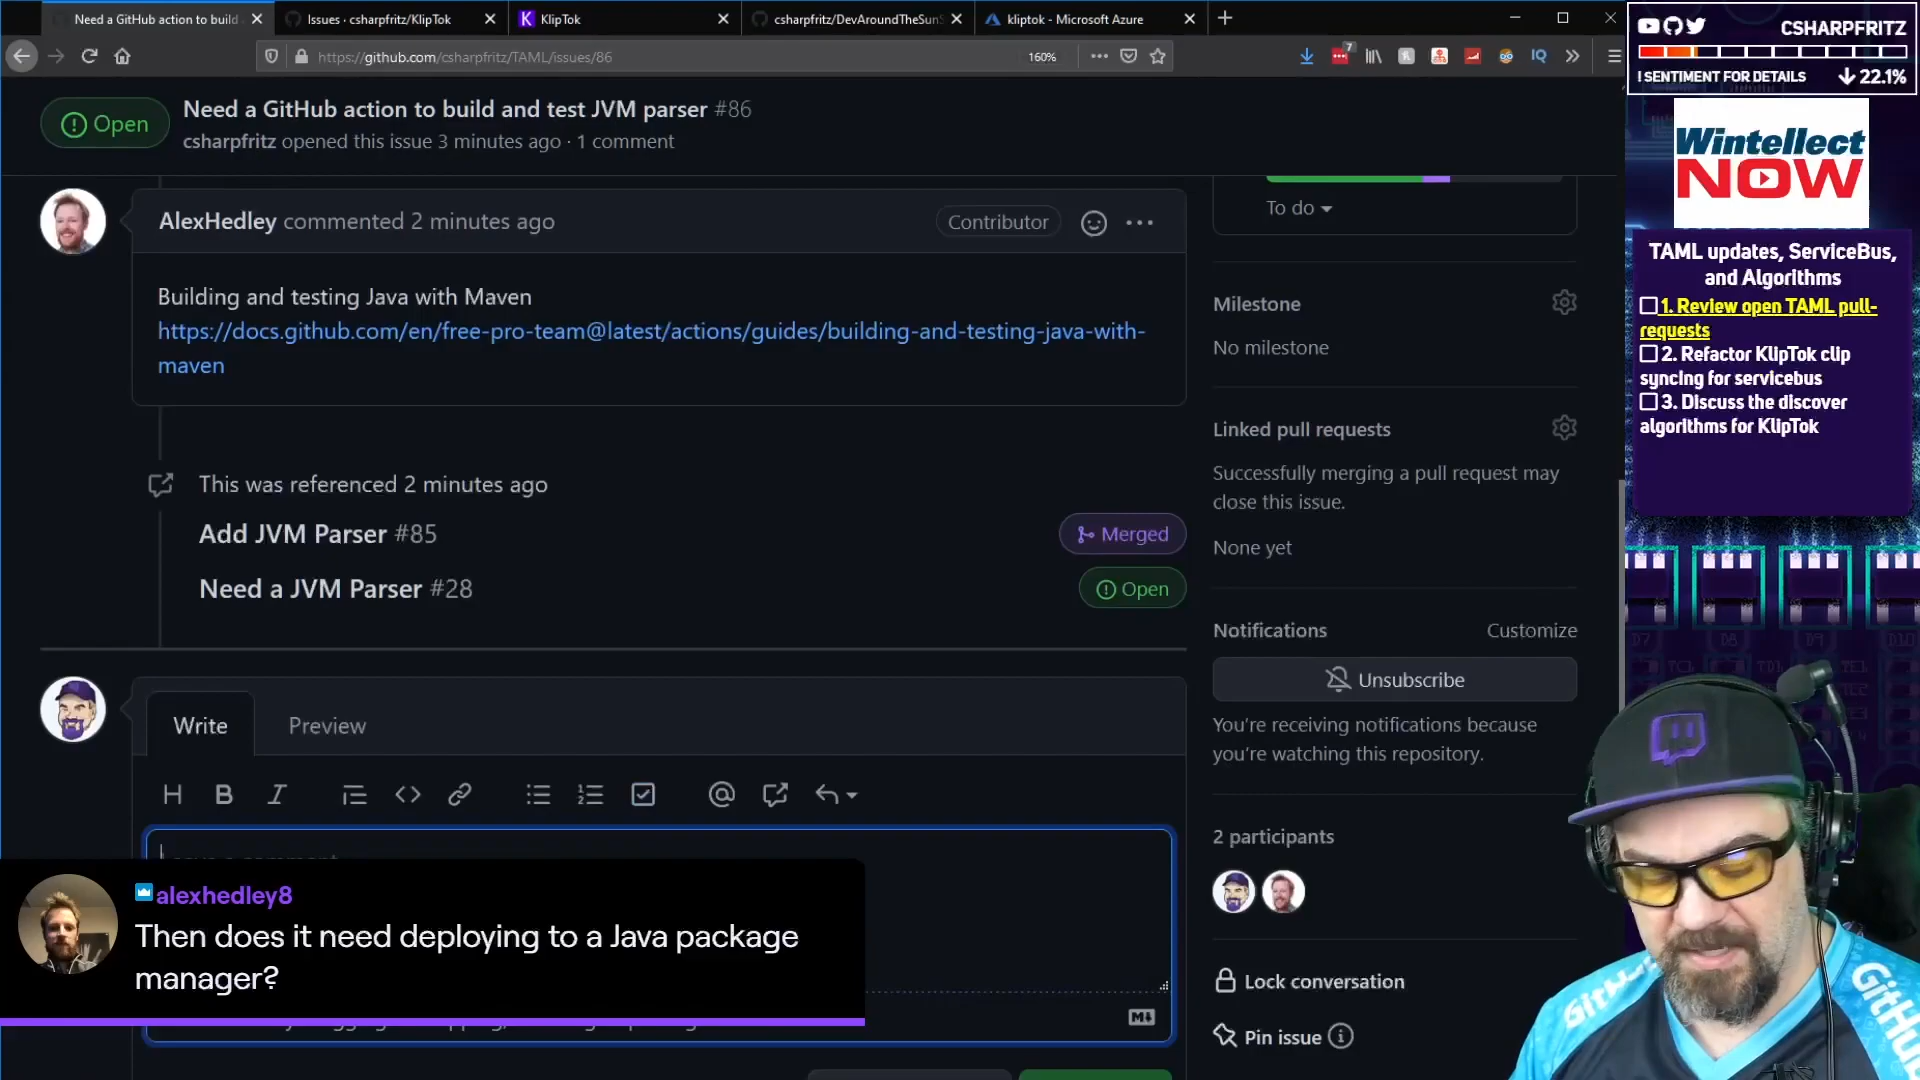 Need a GitHub action to build
Issues · csharpfritz/KlipTok
KlipTok
csharpfritz/DevAroundTheSun
kliptok - Microsoft Azure
https://github.com/csharpfritz/TAML/issues/86
160%
7
IQ
Open
Need a GitHub action to build and test JVM parser #86
csharpfritz opened this issue 3 minutes ago · 1 comment
AlexHedley commented 2 minutes ago
Contributor
Building and testing Java with Maven
https://docs.github.com/en/free-pro-team@latest/actions/guides/building-and-testing-java-with-
maven
This was referenced 2 minutes ago
Add JVM Parser #85
Merged
Need a JVM Parser #28
Open
Write
Preview
H B I
alexhedley8
Then does it need deploying to a Java package
manager?
To do
Milestone
No milestone
Linked pull requests
Successfully merging a pull request may
close this issue.
None yet
Notifications
Customize
Unsubscribe
You're receiving notifications because
you're watching this repository.
2 participants
Lock conversation
Pin issue
CSHARPFRITZ
! SENTIMENT FOR DETAILS
22.1%
Wintellect
NOW
TAML updates, ServiceBus,
and Algorithms
1. Review open TAML pull-
requests
2. Refactor KlipTok clip
syncing for servicebus
3. Discuss the discover
algorithms for KlipTok
D7
D8
D9
D10
GitHub
GitHub